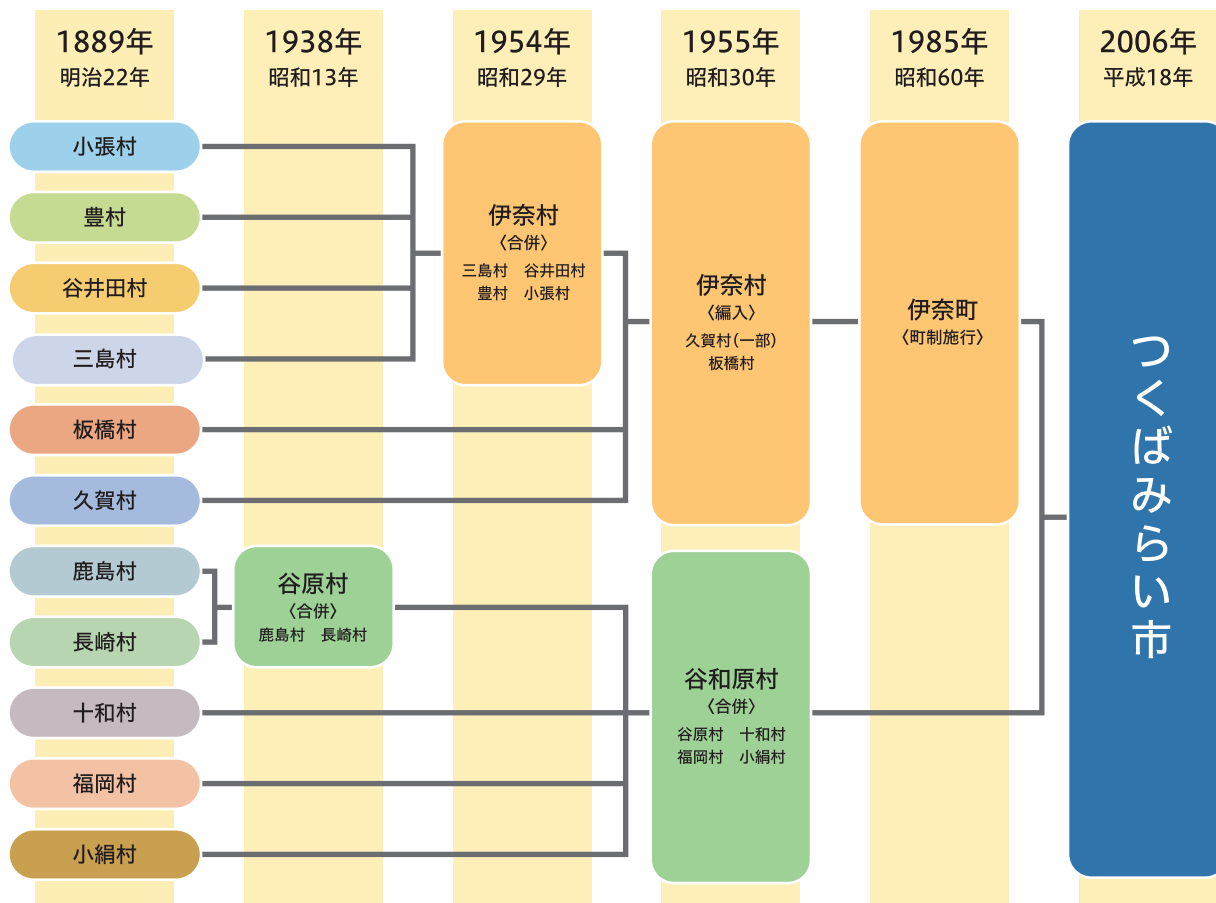 1889年
明治22年
1938年
昭和13年
1954年
昭和29年
1955年
昭和30年
1985年
昭和60年
2006年
平成18年
小張村
豊村
谷井田村
三島村
板橋村
久賀村
鹿島村
長崎村
十和村
福岡村
小絹村
谷原村
〈合併〉
鹿島村　長崎村
伊奈村
〈合併〉
三島村　谷井田村
豊村　小張村
伊奈村
〈編入〉
久賀村(一部)
板橋村
谷和原村
〈合併〉
谷原村　十和村
福岡村　小絹村
伊奈町
〈町制施行〉
つくばみらい市